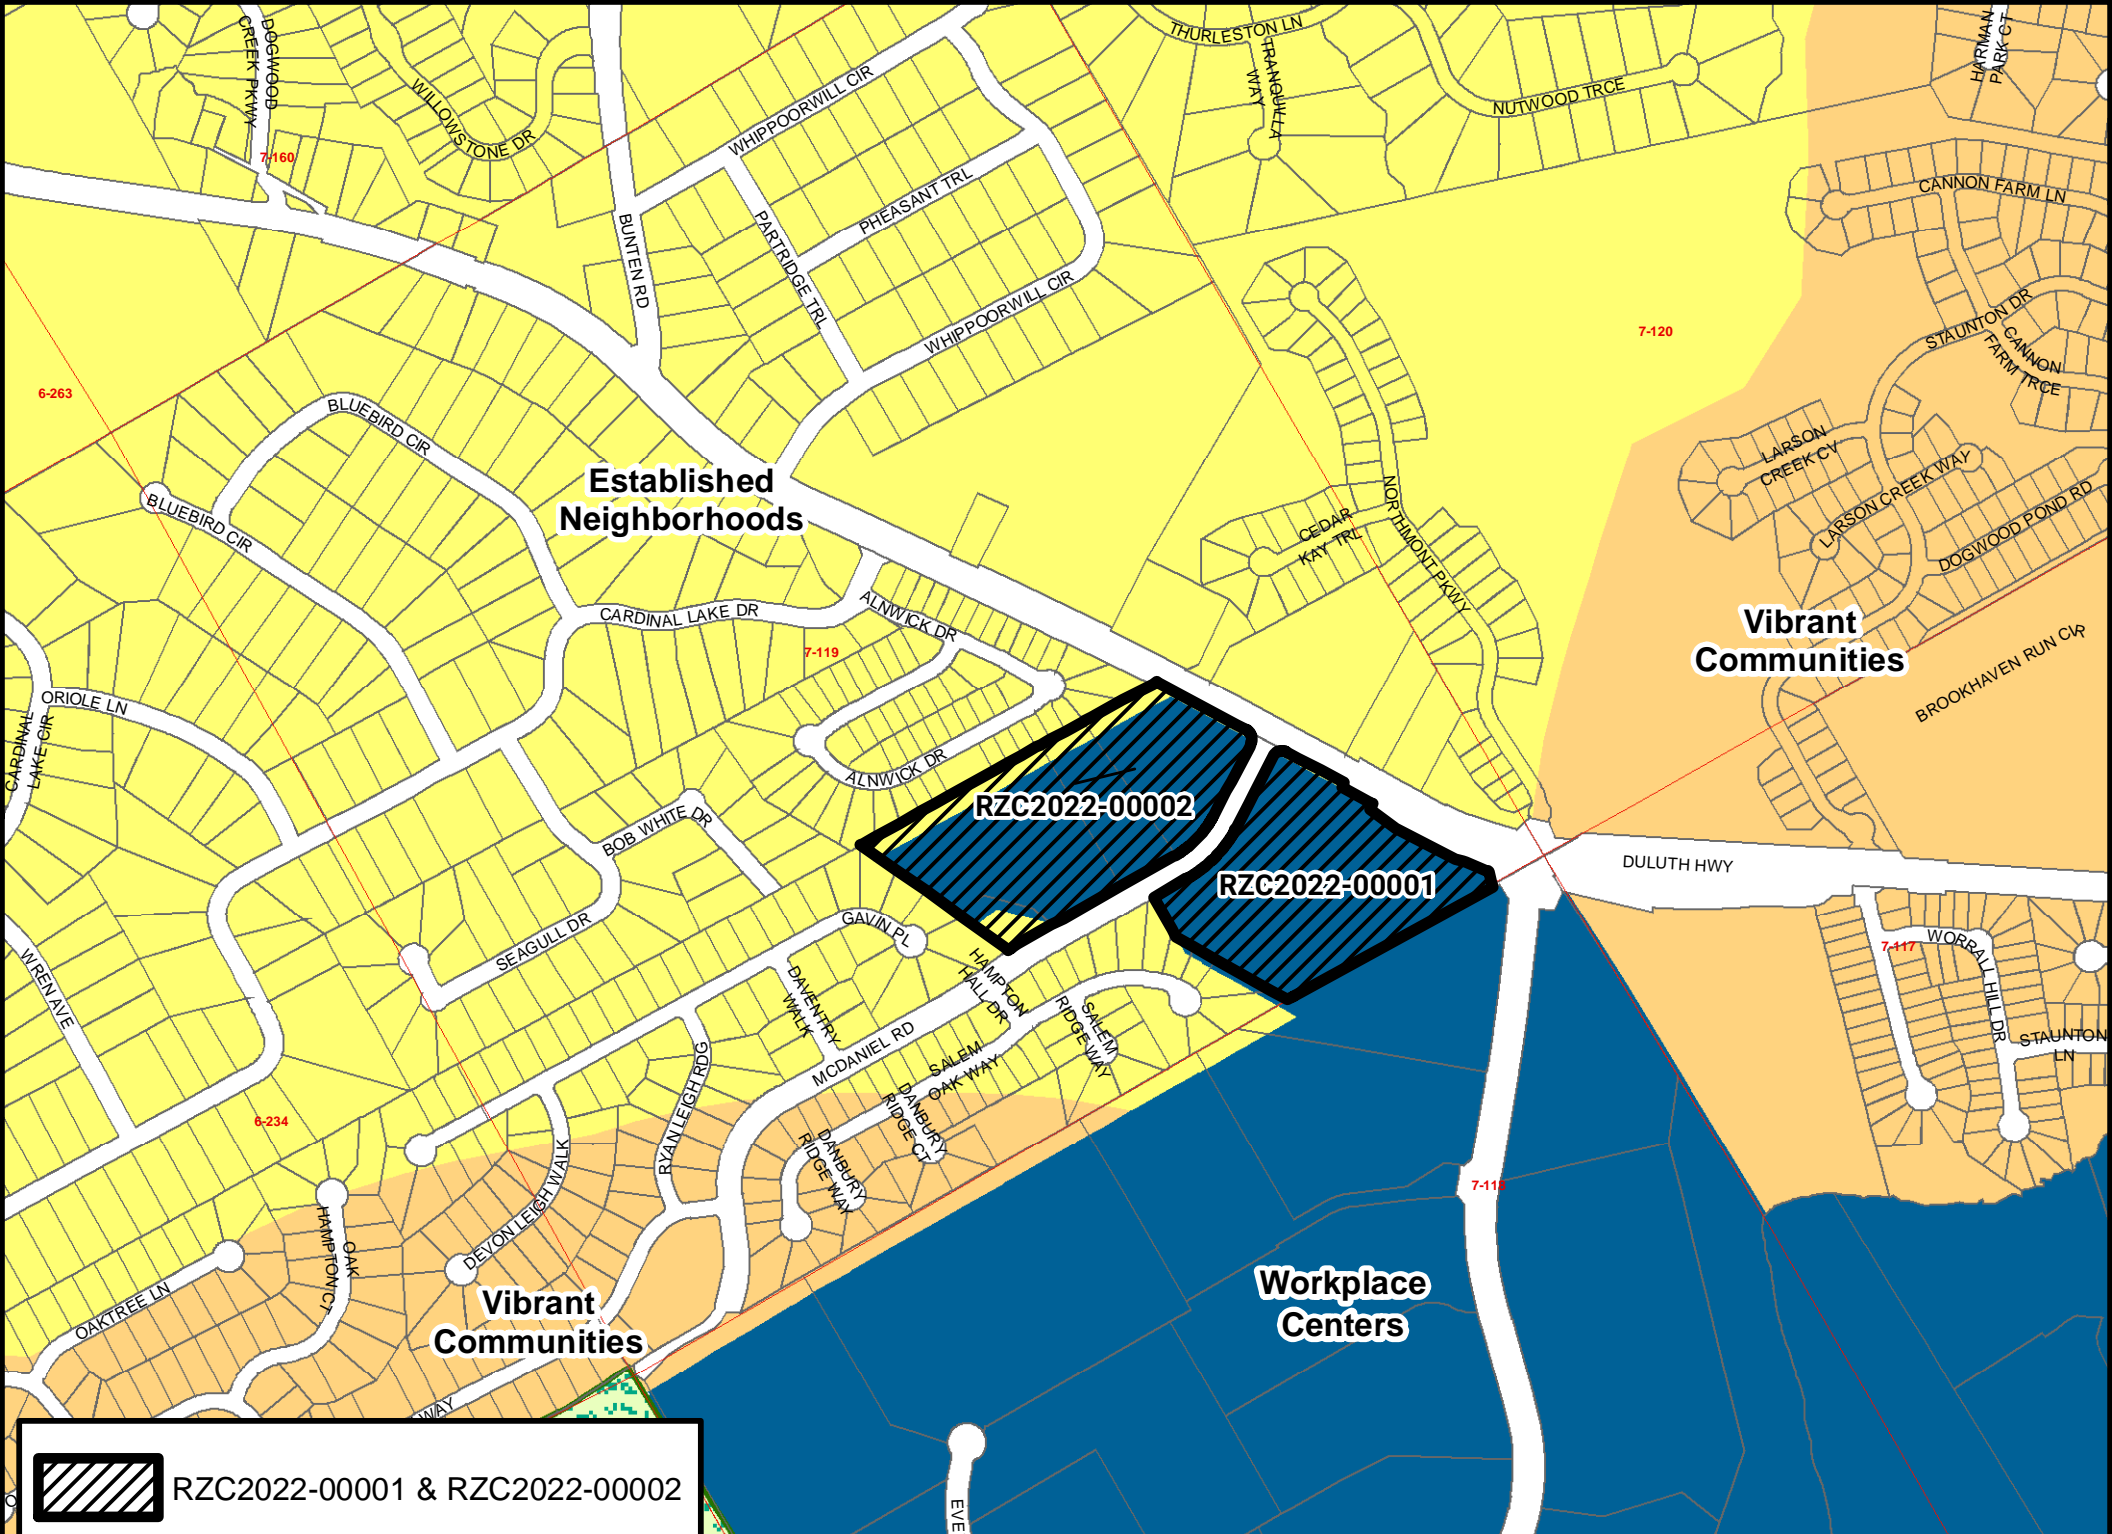 DOGWOOD
CREEK PKWY
WILLOWSTONE DR
WHIPPOORWILL CIR
THURLESTON LN
TRANQUILLA
WAY
NUTWOOD TRCE
HARMAN
PARK CT
7-160
BUNTEN RD
PARTRIDGE TRL
PHEASANT TRL
WHIPPOORWILL CIR
CANNON FARM LN
STAUNTON DR
CANNON
FARM TRCE
7-120
6-263
BLUEBIRD CIR
BLUEBIRD CIR
Established
Neighborhoods
CEDAR
KAY TRL
NORTHMONT PKWY
LARSON
CREEK CV
LARSON CREEK WAY
DOGWOOD POND RD
CARDINAL LAKE DR
ALNWICK DR
7-119
Vibrant
Communities
BROOKHAVEN RUN CIR
ORIOLE LN
CARDINAL
LAKE CIR
ALNWICK DR
BOB WHITE DR
RZC2022-00002
RZC2022-00001
DULUTH HWY
SEAGULL DR
GAVIN PL
WREN AVE
DAVENTRY
WALK
HAMPTON
HALL DR
SALEM
RIDGE WAY
7-117
WORRALL HILL DR
STAUNTON
LN
MCDANIEL RD
SALEM
OAK WAY
RYAN LEIGH RDG
DANBURY
RIDGE CT
DANBURY
RIDGE WAY
6-234
DEVON LEIGH WALK
7-118
OAK
HAMPTON CT
OAKTREE LN
Vibrant
Communities
Workplace
Centers
WAY
EVE
RZC2022-00001 & RZC2022-00002